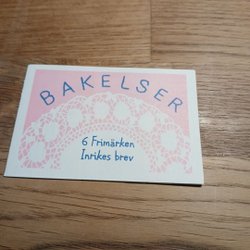 BAKELSER
6 Frimärken
Inrikes brev